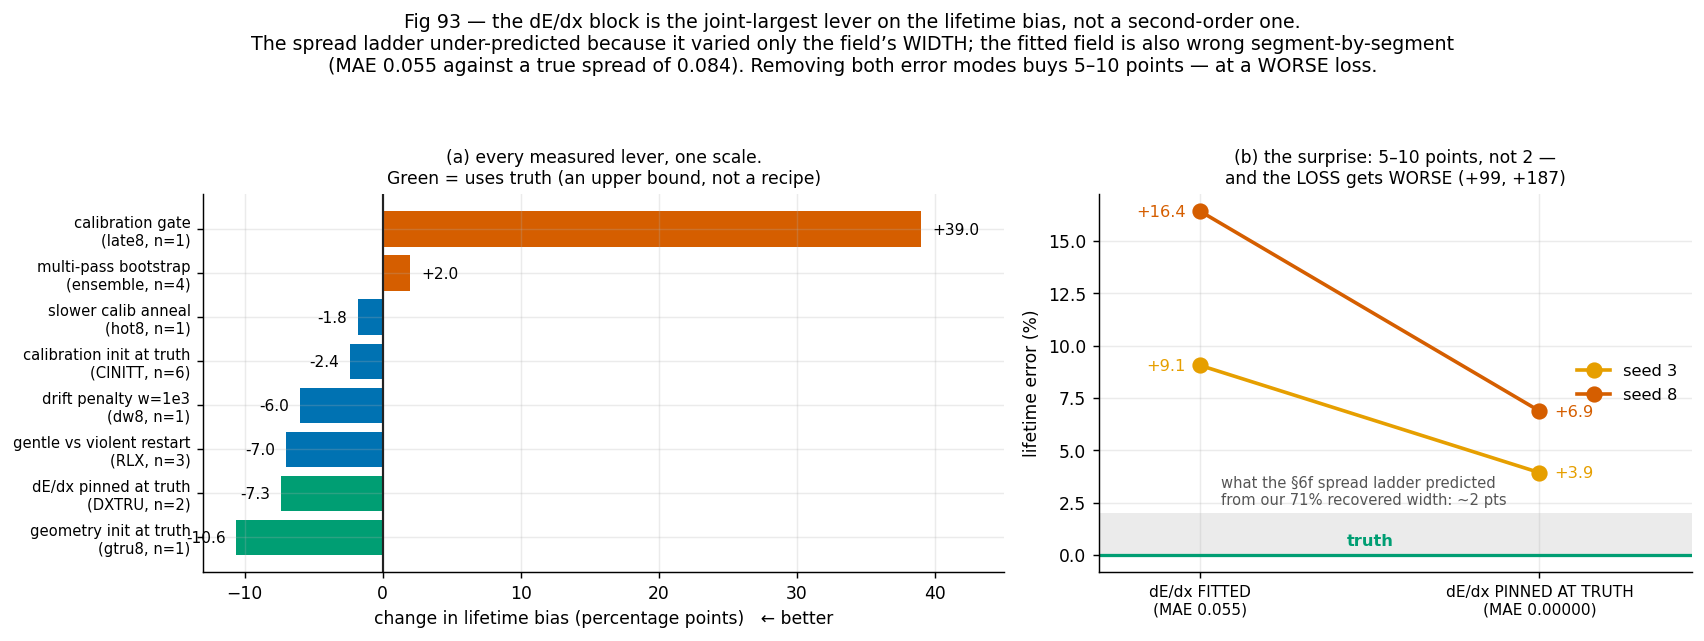 Fig 93 — the dE/dx block is the joint-largest lever on the lifetime bias, not a second-order one.
The spread ladder under-predicted because it varied only the field’s WIDTH; the fitted field is also wrong segment-by-segment
(MAE 0.055 against a true spread of 0.084). Removing both error modes buys 5–10 points — at a WORSE loss.
(a) every measured lever, one scale.
Green = uses truth (an upper bound, not a recipe)
calibration gate
(late8, n=1)
+39.0
multi-pass bootstrap
(ensemble, n=4)
+2.0
slower calib anneal
(hot8, n=1)
-1.8
calibration init at truth
(CINITT, n=6)
-2.4
drift penalty w=1e3
(dw8, n=1)
-6.0
gentle vs violent restart
(RLX, n=3)
-7.0
dE/dx pinned at truth
(DXTRU, n=2)
-7.3
geometry init at truth
(gtru8, n=1)
-10.6
−10 0 10 20 30 40
change in lifetime bias (percentage points) ← better
(b) the surprise: 5–10 points, not 2 —
and the LOSS gets WORSE (+99, +187)
lifetime error (%)
15.0
12.5
10.0
7.5
5.0
2.5
0.0
+16.4
+9.1
+6.9
+3.9
seed 3
seed 8
what the §6f spread ladder predicted
from our 71% recovered width: ~2 pts
truth
dE/dx FITTED
(MAE 0.055)
dE/dx PINNED AT TRUTH
(MAE 0.00000)